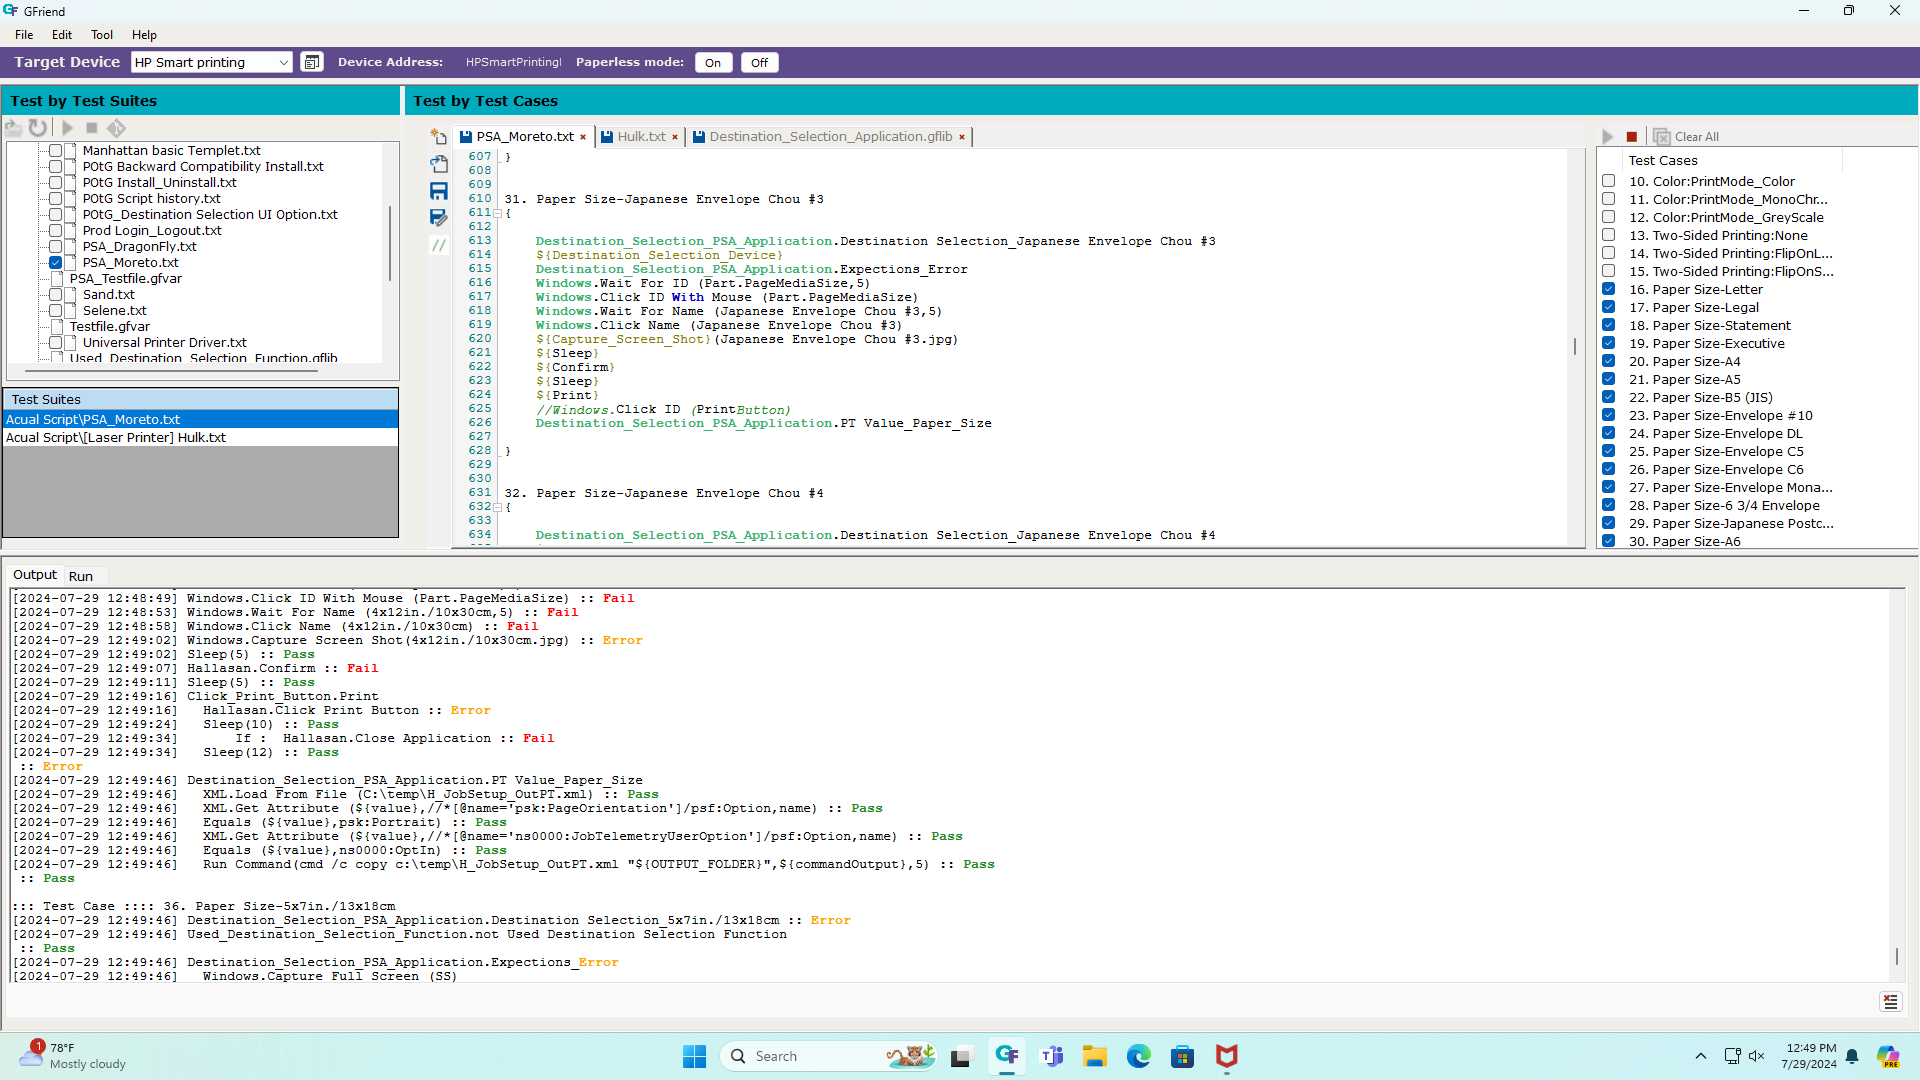 GFriend
File Edit Tool Help
Target Device HP Smart printing Device Address: HPSmartPrintingI Paperless mode: On Off
Test by Test Suites
Manhattan basic Templet.txt
POtG Backward Compatibility Install.txt
POtG Install_Uninstall.txt
POtG Script history.txt
POtG_Destination Selection UI Option.txt
Prod Login_Logout.txt
PSA_DragonFly.txt
PSA_Moreto.txt
PSA_Testfile.gfvar
Sand.txt
Selene.txt
Testfile.gfvar
Universal Printer Driver.txt
Used_Destination_Selection_Function.gflib
Test Suites
Acual Script\PSA_Moreto.txt
Acual Script\[Laser Printer] Hulk.txt
Test by Test Cases
PSA_Moreto.txt × Hulk.txt × Destination_Selection_Application.gflib ×
607 }
608
609
610 31. Paper Size-Japanese Envelope Chou #3
611 {
612
613 Destination_Selection_PSA_Application.Destination Selection_Japanese Envelope Chou #3
614 ${Destination_Selection_Device}
615 Destination_Selection_PSA_Application.Expections_Error
616 Windows.Wait For ID (Part.PageMediaSize,5)
617 Windows.Click ID With Mouse (Part.PageMediaSize)
618 Windows.Wait For Name (Japanese Envelope Chou #3,5)
619 Windows.Click Name (Japanese Envelope Chou #3)
620 ${Capture_Screen_Shot}(Japanese Envelope Chou #3.jpg)
621 ${Sleep}
622 ${Confirm}
623 ${Sleep}
624 ${Print}
625 //Windows.Click ID (PrintButton)
626 Destination_Selection_PSA_Application.PT Value_Paper_Size
627
628 }
629
630
631 32. Paper Size-Japanese Envelope Chou #4
632 {
633
634 Destination_Selection_PSA_Application.Destination Selection_Japanese Envelope Chou #4
//
Clear All
Test Cases
10. Color:PrintMode_Color
11. Color:PrintMode_MonoChr...
12. Color:PrintMode_GreyScale
13. Two-Sided Printing:None
14. Two-Sided Printing:FlipOnL...
15. Two-Sided Printing:FlipOnS...
16. Paper Size-Letter
17. Paper Size-Legal
18. Paper Size-Statement
19. Paper Size-Executive
20. Paper Size-A4
21. Paper Size-A5
22. Paper Size-B5 (JIS)
23. Paper Size-Envelope #10
24. Paper Size-Envelope DL
25. Paper Size-Envelope C5
26. Paper Size-Envelope C6
27. Paper Size-Envelope Mona...
28. Paper Size-6 3/4 Envelope
29. Paper Size-Japanese Postc...
30. Paper Size-A6
Output Run
[2024-07-29 12:48:49] Windows.Click ID With Mouse (Part.PageMediaSize) :: Fail
[2024-07-29 12:48:53] Windows.Wait For Name (4x12in./10x30cm,5) :: Fail
[2024-07-29 12:48:58] Windows.Click Name (4x12in./10x30cm) :: Fail
[2024-07-29 12:49:02] Windows.Capture Screen Shot(4x12in./10x30cm.jpg) :: Error
[2024-07-29 12:49:02] Sleep(5) :: Pass
[2024-07-29 12:49:07] Hallasan.Confirm :: Fail
[2024-07-29 12:49:11] Sleep(5) :: Pass
[2024-07-29 12:49:16] Click_Print_Button.Print
[2024-07-29 12:49:16] Hallasan.Click Print Button :: Error
[2024-07-29 12:49:24] Sleep(10) :: Pass
[2024-07-29 12:49:34] If : Hallasan.Close Application :: Fail
[2024-07-29 12:49:34] Sleep(12) :: Pass
:: Error
[2024-07-29 12:49:46] Destination_Selection_PSA_Application.PT Value_Paper_Size
[2024-07-29 12:49:46] XML.Load From File (C:\temp\H_JobSetup_OutPT.xml) :: Pass
[2024-07-29 12:49:46] XML.Get Attribute (${value},//*[@name='psk:PageOrientation']/psf:Option,name) :: Pass
[2024-07-29 12:49:46] Equals (${value},psk:Portrait) :: Pass
[2024-07-29 12:49:46] XML.Get Attribute (${value},//*[@name='ns0000:JobTelemetryUserOption']/psf:Option,name) :: Pass
[2024-07-29 12:49:46] Equals (${value},ns0000:OptIn) :: Pass
[2024-07-29 12:49:46] Run Command(cmd /c copy c:\temp\H_JobSetup_OutPT.xml "${OUTPUT_FOLDER}",${commandOutput},5) :: Pass
:: Pass
::: Test Case :::: 36. Paper Size-5x7in./13x18cm
[2024-07-29 12:49:46] Destination_Selection_PSA_Application.Destination Selection_5x7in./13x18cm :: Error
[2024-07-29 12:49:46] Used_Destination_Selection_Function.not Used Destination Selection Function
:: Pass
[2024-07-29 12:49:46] Destination_Selection_PSA_Application.Expections_Error
[2024-07-29 12:49:46] Windows.Capture Full Screen (SS)
1
78°F
Mostly cloudy
Search
12:49 PM
7/29/2024
PRE